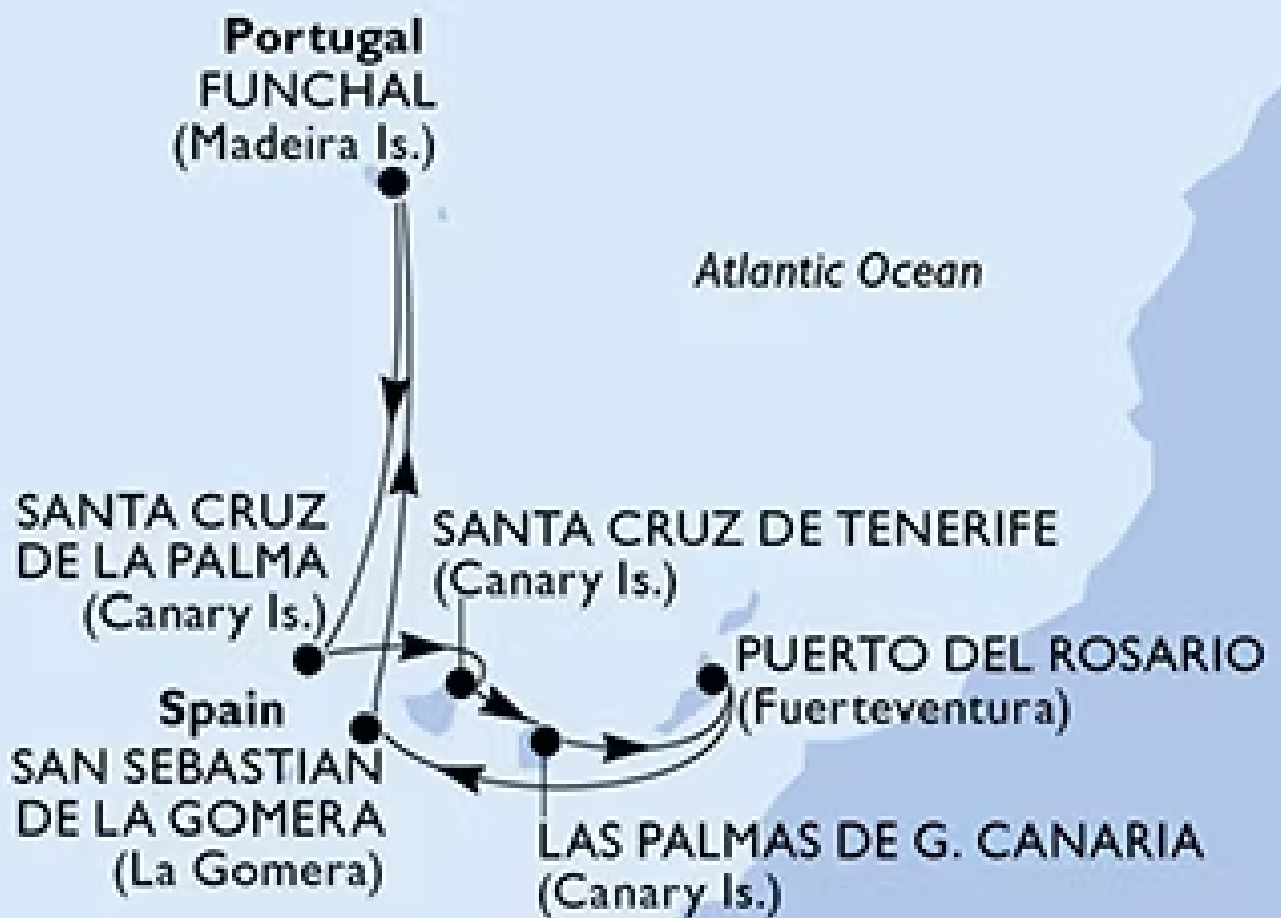 Portugal
FUNCHAL
(Madeira Is.)
Atlantic Ocean
SANTA CRUZ
DE LA PALMA
(Canary Is.)
SANTA CRUZ DE TENERIFE
(Canary Is.)
PUERTO DEL ROSARIO
(Fuerteventura)
Spain
SAN SEBASTIAN
DE LA GOMERA
(La Gomera)
LAS PALMAS DE G. CANARIA
(Canary Is.)